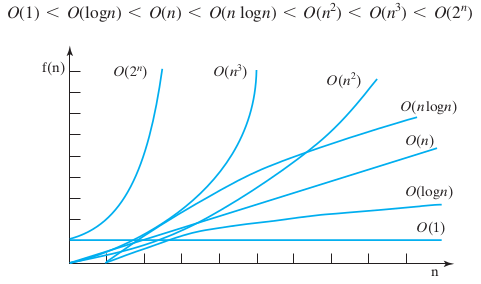 O(1) < O(logn) < O(n) < O(n logn) < O(n²) < O(n³) < O(2ⁿ)
f(n)
O(2ⁿ)
O(n³)
O(n²)
O(nlogn)
O(n)
O(logn)
O(1)
n